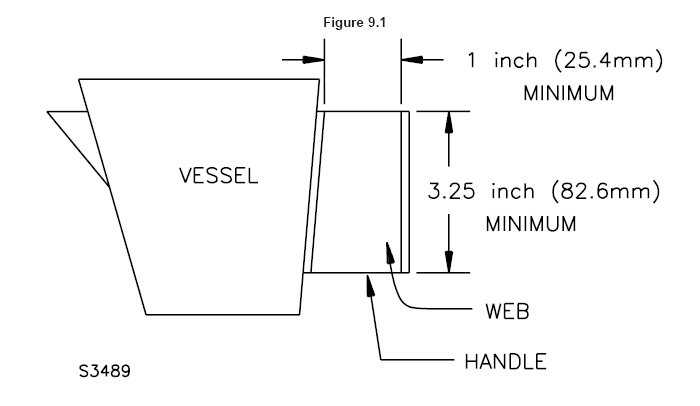 Figure 9.1
1 inch (25.4mm)
MINIMUM
VESSEL
3.25 inch (82.6mm)
MINIMUM
WEB
HANDLE
S3489